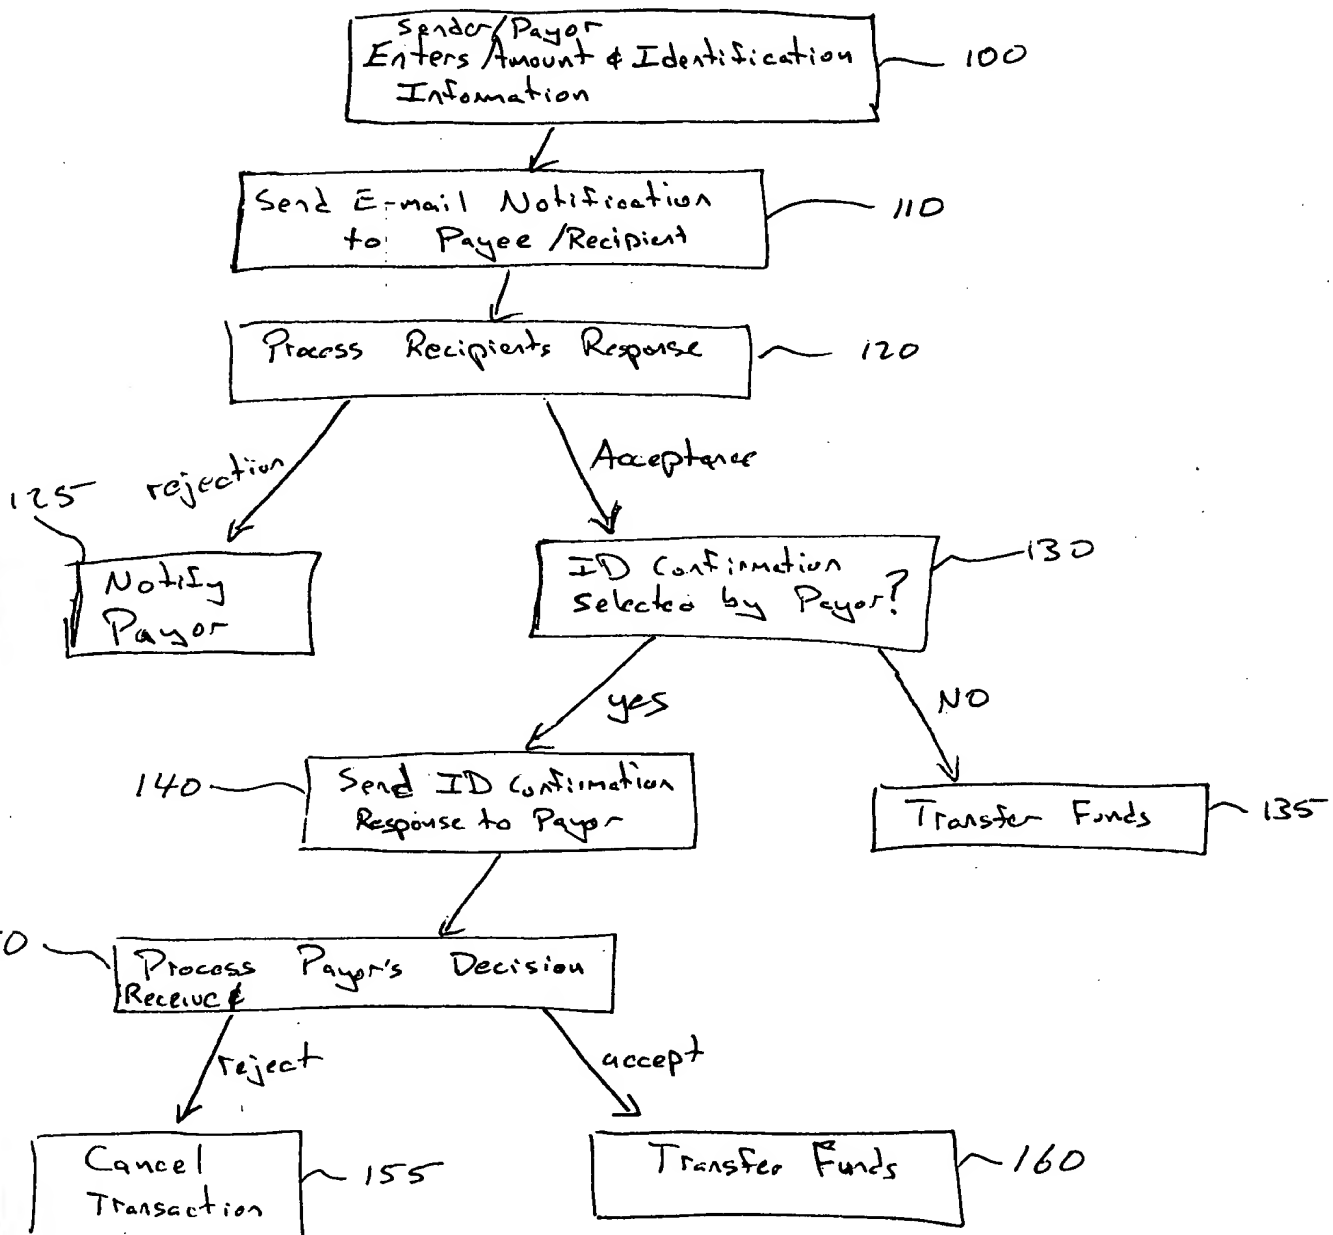 Sender/Payor
Enters Amount & Identification
Information
100
Send E-mail Notification
to Payee/Recipient
110
Process Recipients Response
120
rejection
Acceptance
125
Notify
Payor
ID Confirmation
selected by Payor?
130
yes
NO
140
Send ID Confirmation
Response to Payor
Transfer Funds
135
50
Process Payor's Decision
Receive &
reject
accept
Cancel
Transaction
155
Transfer Funds
160